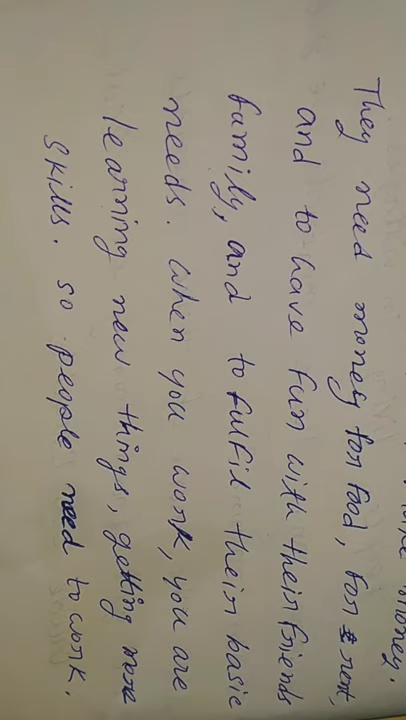 money.
They need money for food, for rent,
and to have fun with their friends
family, and to fulfil their basic
needs. When you work, you are
learning new things, getting more
skills. so people need to work.